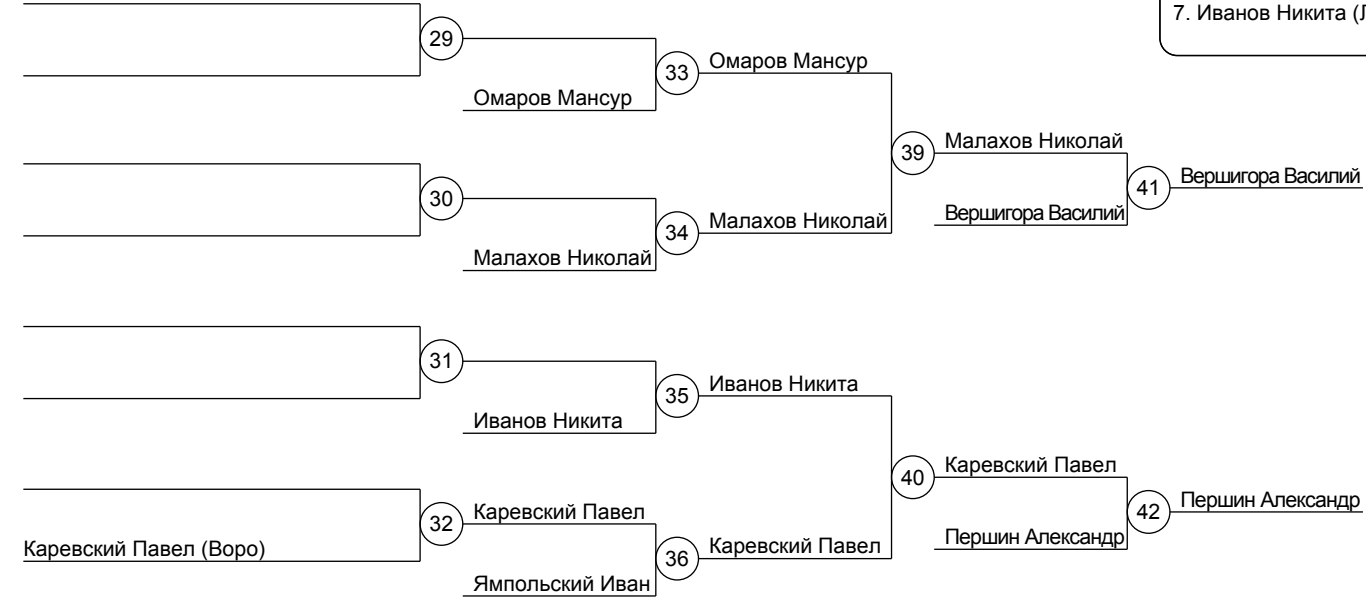 7. Иванов Никита (Л
29
33
Омаров Мансур
Омаров Мансур
39
Малахов Николай
41
Вершигора Василий
30
34
Малахов Николай
Вершигора Василий
Малахов Николай
31
35
Иванов Никита
Иванов Никита
40
Каревский Павел
42
Першин Александр
32
Каревский Павел
Каревский Павел (Воро)
36
Каревский Павел
Першин Александр
Ямпольский Иван